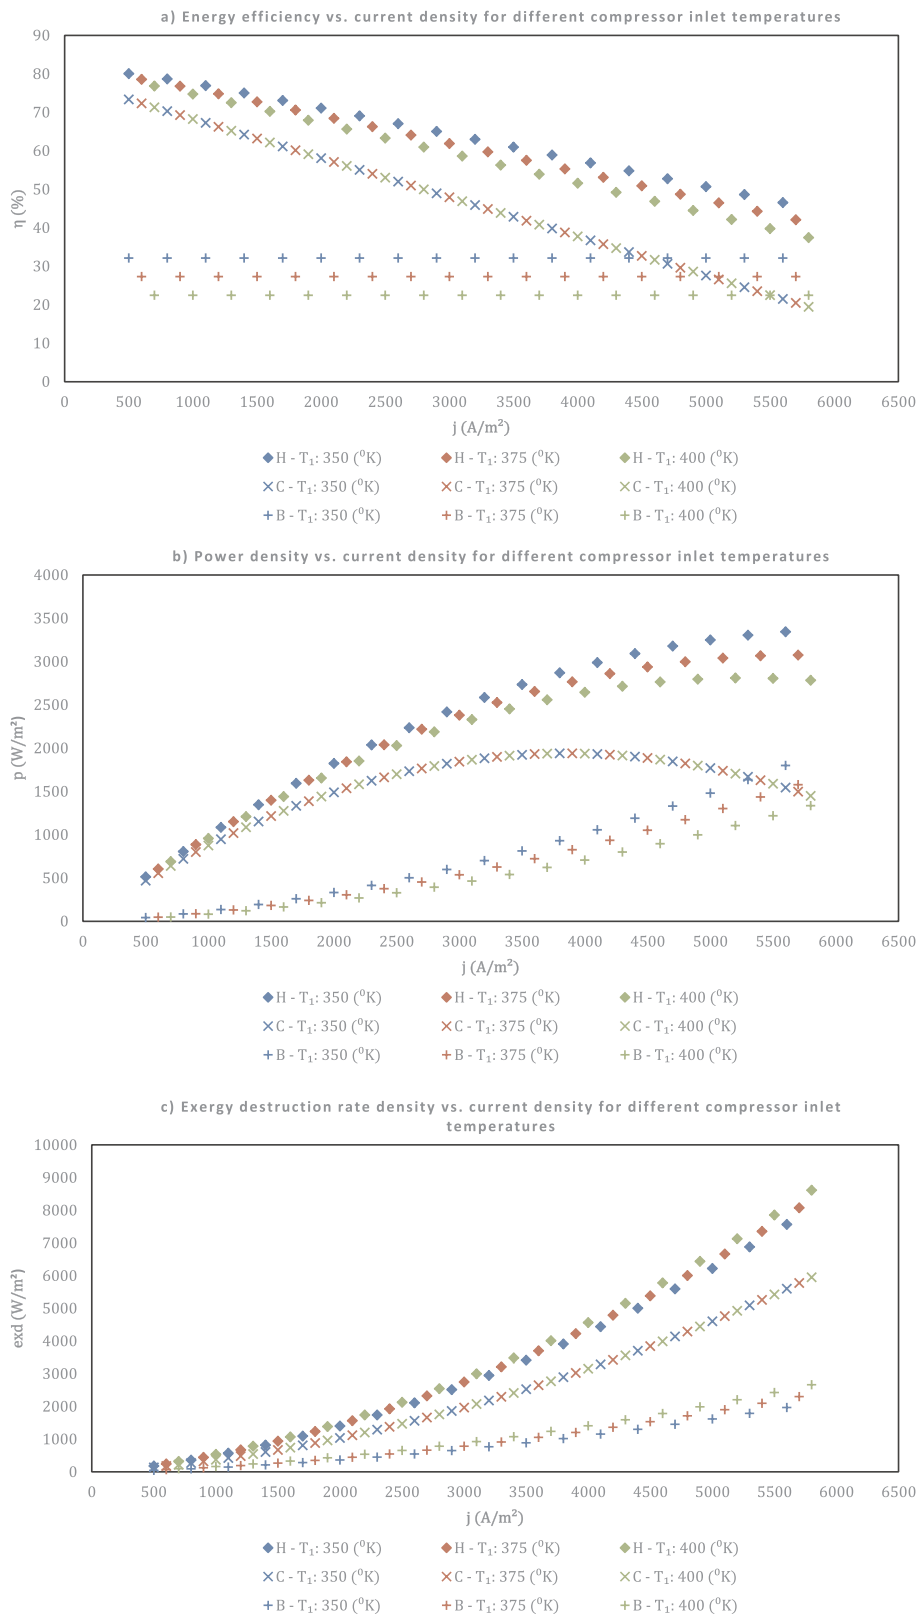 a) Energy efficiency vs. current density for different compressor inlet temperatures
90
80
70
60
50
40
30
20
10
0
η (%)
0 500 1000 1500 2000 2500 3000 3500 4000 4500 5000 5500 6000 6500
j (A/m²)
H - T₁: 350 (⁰K) H - T₁: 375 (⁰K) H - T₁: 400 (⁰K)
C - T₁: 350 (⁰K) C - T₁: 375 (⁰K) C - T₁: 400 (⁰K)
B - T₁: 350 (⁰K) B - T₁: 375 (⁰K) B - T₁: 400 (⁰K)
b) Power density vs. current density for different compressor inlet temperatures
4000
3500
3000
2500
2000
1500
1000
500
0
p (W/m²)
0 500 1000 1500 2000 2500 3000 3500 4000 4500 5000 5500 6000 6500
j (A/m²)
H - T₁: 350 (⁰K) H - T₁: 375 (⁰K) H - T₁: 400 (⁰K)
C - T₁: 350 (⁰K) C - T₁: 375 (⁰K) C - T₁: 400 (⁰K)
B - T₁: 350 (⁰K) B - T₁: 375 (⁰K) B - T₁: 400 (⁰K)
c) Exergy destruction rate density vs. current density for different compressor inlet
temperatures
10000
9000
8000
7000
6000
5000
4000
3000
2000
1000
0
exd (W/m²)
0 500 1000 1500 2000 2500 3000 3500 4000 4500 5000 5500 6000 6500
j (A/m²)
H - T₁: 350 (⁰K) H - T₁: 375 (⁰K) H - T₁: 400 (⁰K)
C - T₁: 350 (⁰K) C - T₁: 375 (⁰K) C - T₁: 400 (⁰K)
B - T₁: 350 (⁰K) B - T₁: 375 (⁰K) B - T₁: 400 (⁰K)